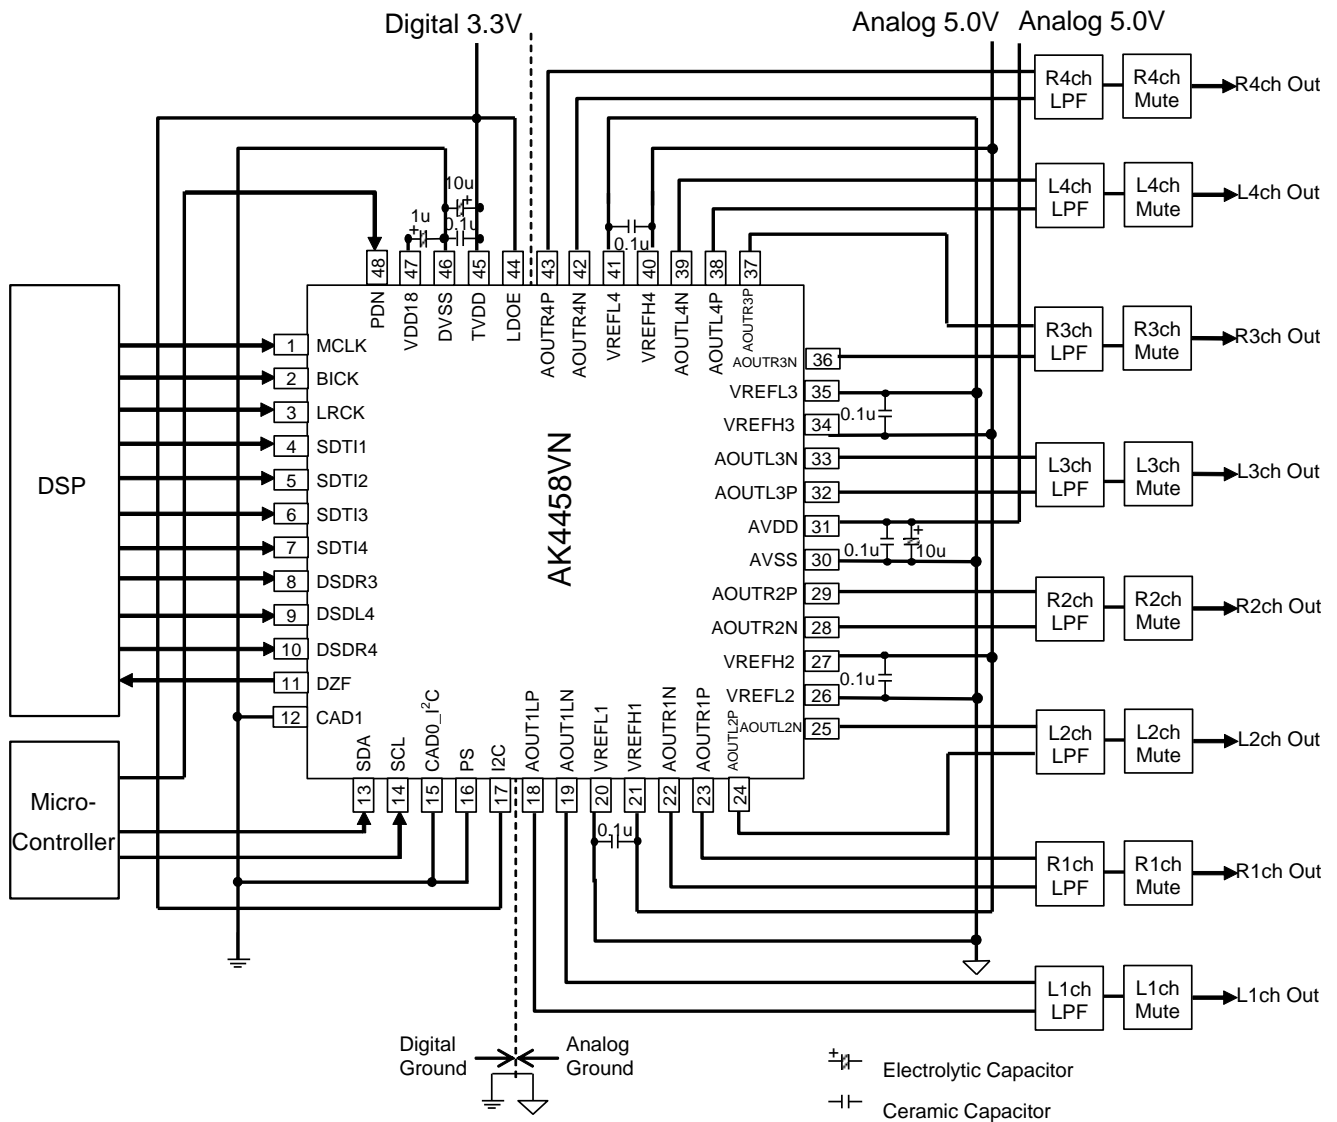 Digital 3.3V
Analog 5.0V
Analog 5.0V
R4ch
LPF
R4ch
Mute
R4ch Out
L4ch
LPF
L4ch
Mute
L4ch Out
R3ch
LPF
R3ch
Mute
R3ch Out
L3ch
LPF
L3ch
Mute
L3ch Out
R2ch
LPF
R2ch
Mute
R2ch Out
L2ch
LPF
L2ch
Mute
L2ch Out
R1ch
LPF
R1ch
Mute
R1ch Out
L1ch
LPF
L1ch
Mute
L1ch Out
10u
1u
0.1u
0.1u
48 PDN
47 VDD18
46 DVSS
45 TVDD
44 LDOE
43 AOUTR4P
42 AOUTR4N
41 VREFL4
40 VREFH4
39 AOUTL4N
38 AOUTL4P
37 AOUTR3P
DSP
1 MCLK
2 BICK
3 LRCK
4 SDTI1
5 SDTI2
6 SDTI3
7 SDTI4
8 DSDR3
9 DSDL4
10 DSDR4
11 DZF
12 CAD1
AK4458VN
AOUTR3N 36
VREFL3 35
0.1u
VREFH3 34
AOUTL3N 33
AOUTL3P 32
AVDD 31
0.1u
10u
AVSS 30
AOUTR2P 29
AOUTR2N 28
VREFH2 27
0.1u
VREFL2 26
AOUTL2N 25
Micro-
Controller
SDA 13
SCL 14
CAD0_I²C 15
PS 16
I2C 17
AOUT1LP 18
AOUT1LN 19
VREFL1 20
VREFH1 21
AOUTR1N 22
AOUTR1P 23
AOUTL2P 24
0.1u
Digital
Ground
Analog
Ground
Electrolytic Capacitor
Ceramic Capacitor